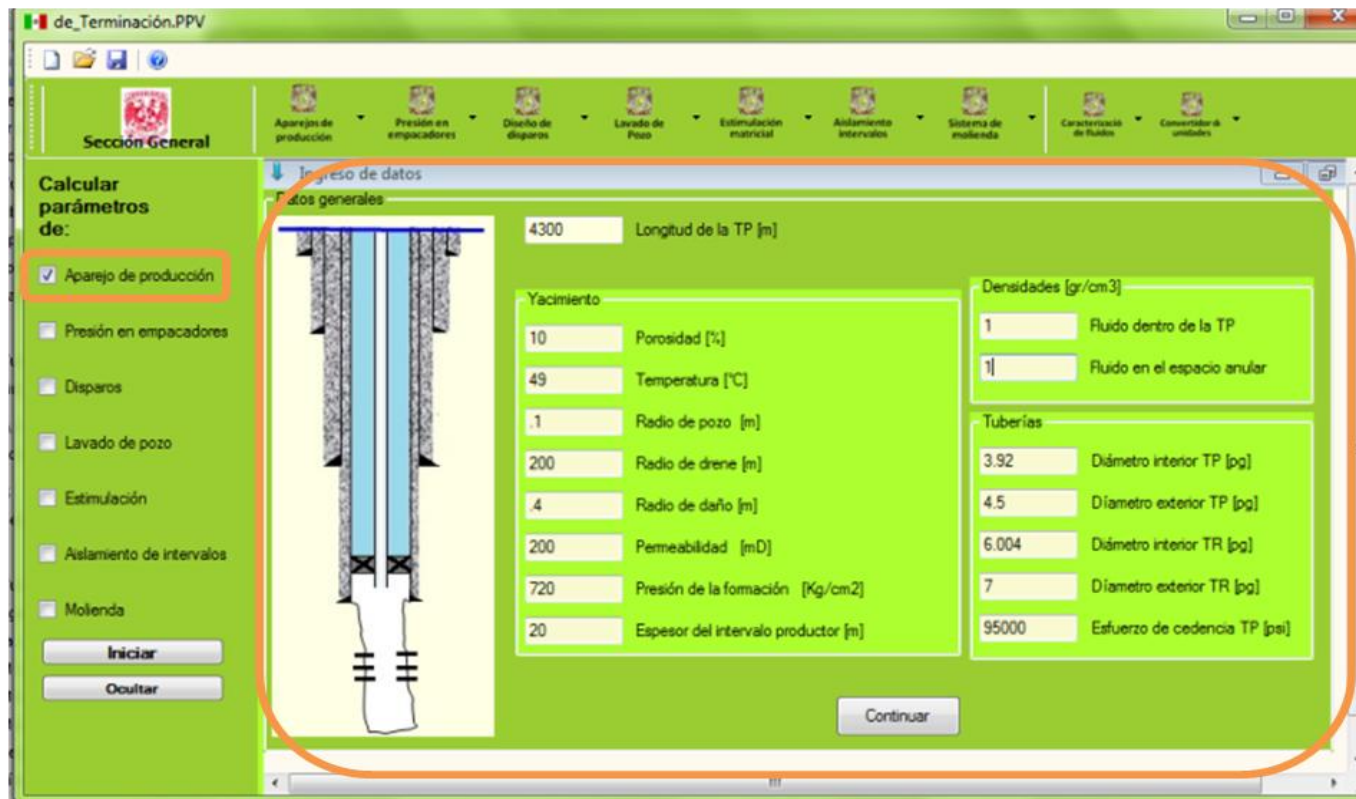 de_Terminación.PPV
Sección General
Aparejos de
producción
Presión en
empacadores
Diseño de
disparos
Lavado de
Pozo
Estimulación
matricial
Aislamiento
intervalos
Sistema de
molienda
Caracterizació
de fluidos
Convertidor d
unidades
Calcular
parámetros
de:
Aparejo de producción
Presión en empacadores
Disparos
Lavado de pozo
Estimulación
Aislamiento de intervalos
Molienda
Iniciar
Ocultar
Ingreso de datos
Datos generales
4300 Longitud de la TP [m]
Yacimiento
10 Porosidad [%]
49 Temperatura [°C]
.1 Radio de pozo [m]
200 Radio de drene [m]
.4 Radio de daño [m]
200 Permeabilidad [mD]
720 Presión de la formación [Kg/cm2]
20 Espesor del intervalo productor [m]
Densidades [gr/cm3]
1 Fluido dentro de la TP
1 Fluido en el espacio anular
Tuberías
3.92 Diámetro interior TP [pg]
4.5 Díametro exterior TP [pg]
6.004 Diámetro interior TR [pg]
7 Díametro exterior TR [pg]
95000 Esfuerzo de cedencia TP [psi]
Continuar